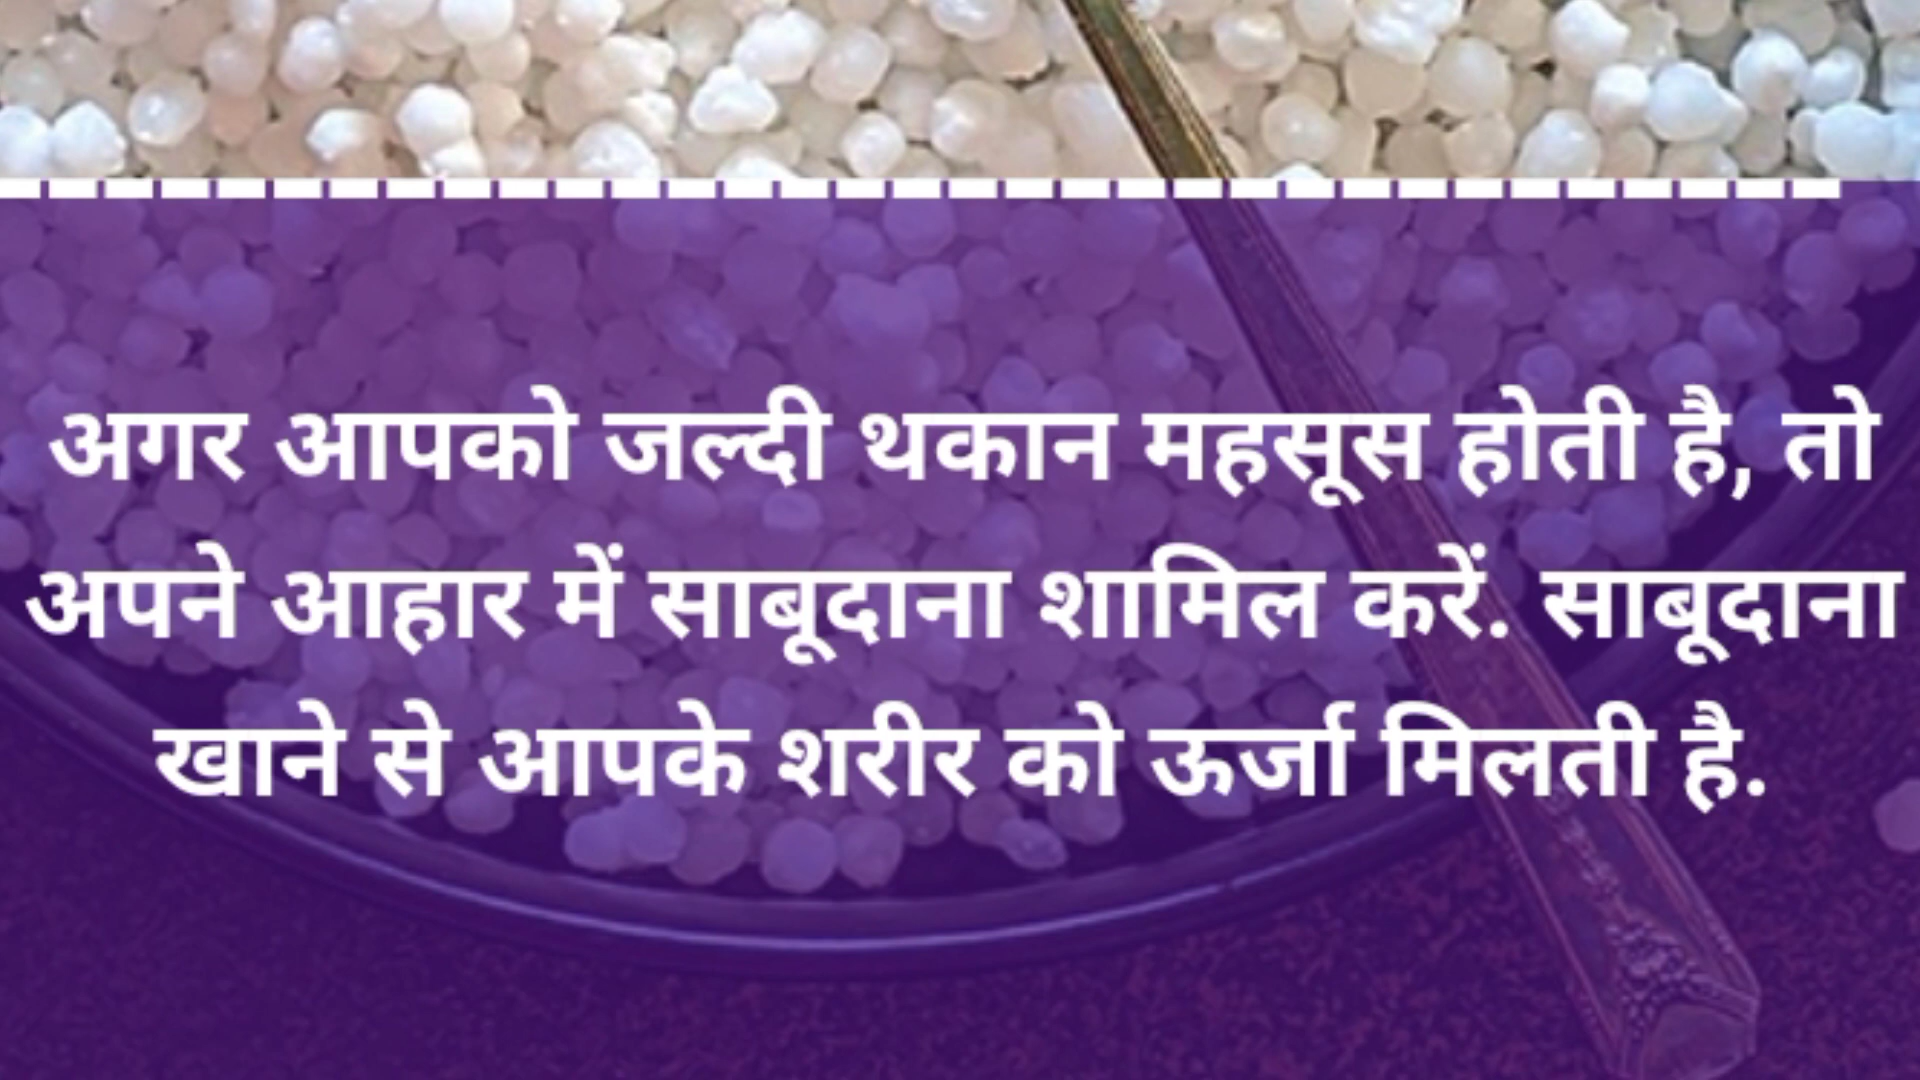 अगर आपको जल्दी थकान महसूस होती है, तो
अपने आहार में साबूदाना शामिल करें. साबूदाना
खाने से आपके शरीर को ऊर्जा मिलती है.